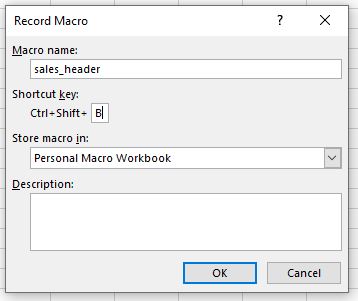 Record Macro
Macro name:
sales_header
Shortcut key:
Ctrl+Shift+ B
Store macro in:
Personal Macro Workbook
Description:
OK Cancel